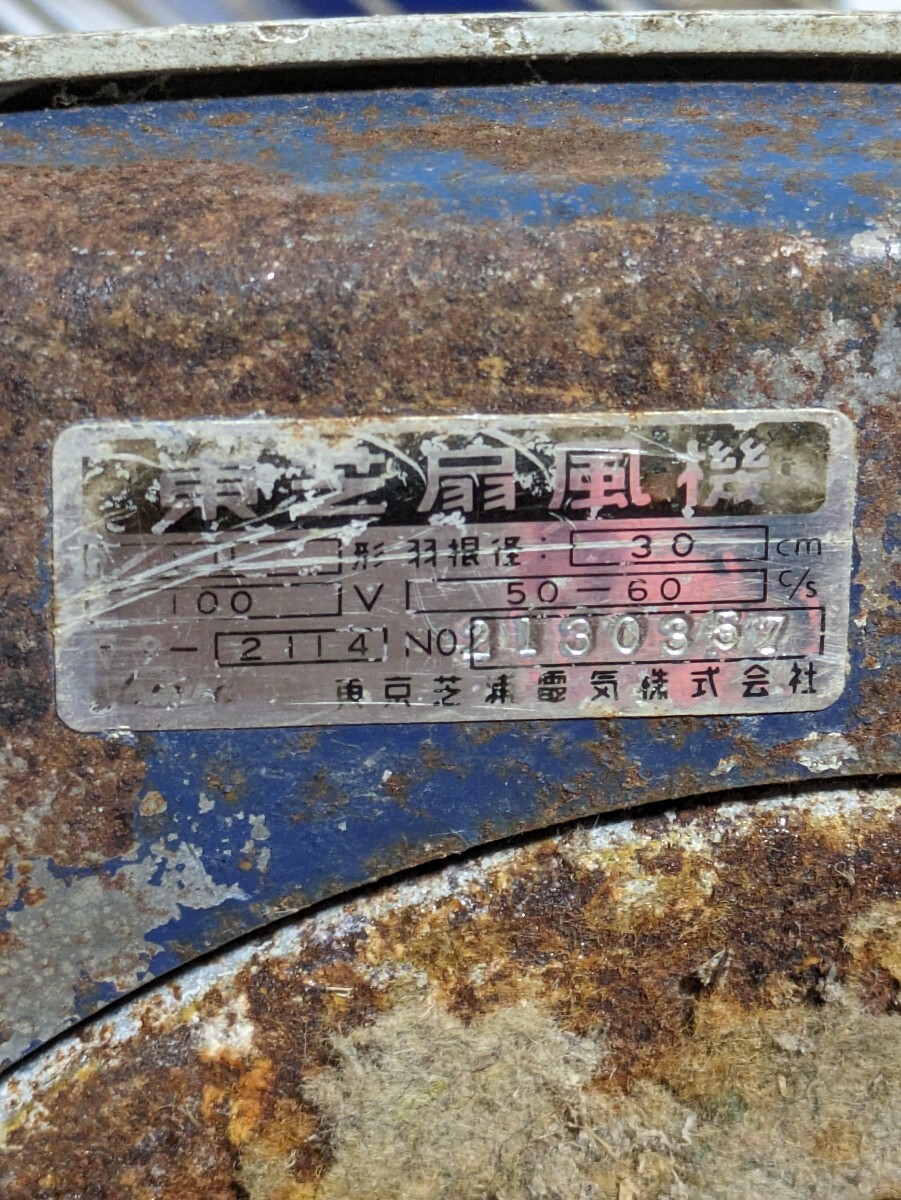 東芝扇風機
形 羽根径: 30 cm
100 V 50-60 c/s
-2114 NO. 2130357
東京芝浦電気株式会社